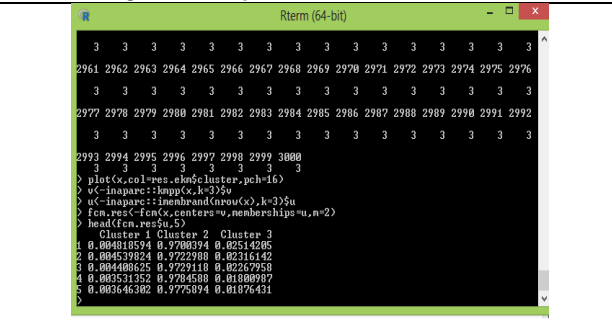 Rterm (64-bit)
3 3 3 3 3 3 3 3 3 3 3 3 3 3 3 3
2961 2962 2963 2964 2965 2966 2967 2968 2969 2970 2971 2972 2973 2974 2975 2976
3 3 3 3 3 3 3 3 3 3 3 3 3 3 3 3
2977 2978 2979 2980 2981 2982 2983 2984 2985 2986 2987 2988 2989 2990 2991 2992
3 3 3 3 3 3 3 3 3 3 3 3 3 3 3 3
2993 2994 2995 2996 2997 2998 2999 3000
3 3 3 3 3 3 3 3
> plot(x,col=res.ekm$cluster,pch=16)
> v<-inaparc::kmpp(x,k=3)$v
> u<-inaparc::imembrand(nrow(x),k=3)$u
> fcm.res<-fcm(x,centers=v,memberships=u,m=2)
> head(fcm.res$u,5)
Cluster 1 Cluster 2 Cluster 3
1 0.004818594 0.9700394 0.02514205
2 0.004539824 0.9722988 0.02316142
3 0.004408625 0.9729118 0.02267958
4 0.003531352 0.9784588 0.01800987
5 0.003646302 0.9775894 0.01876431
>